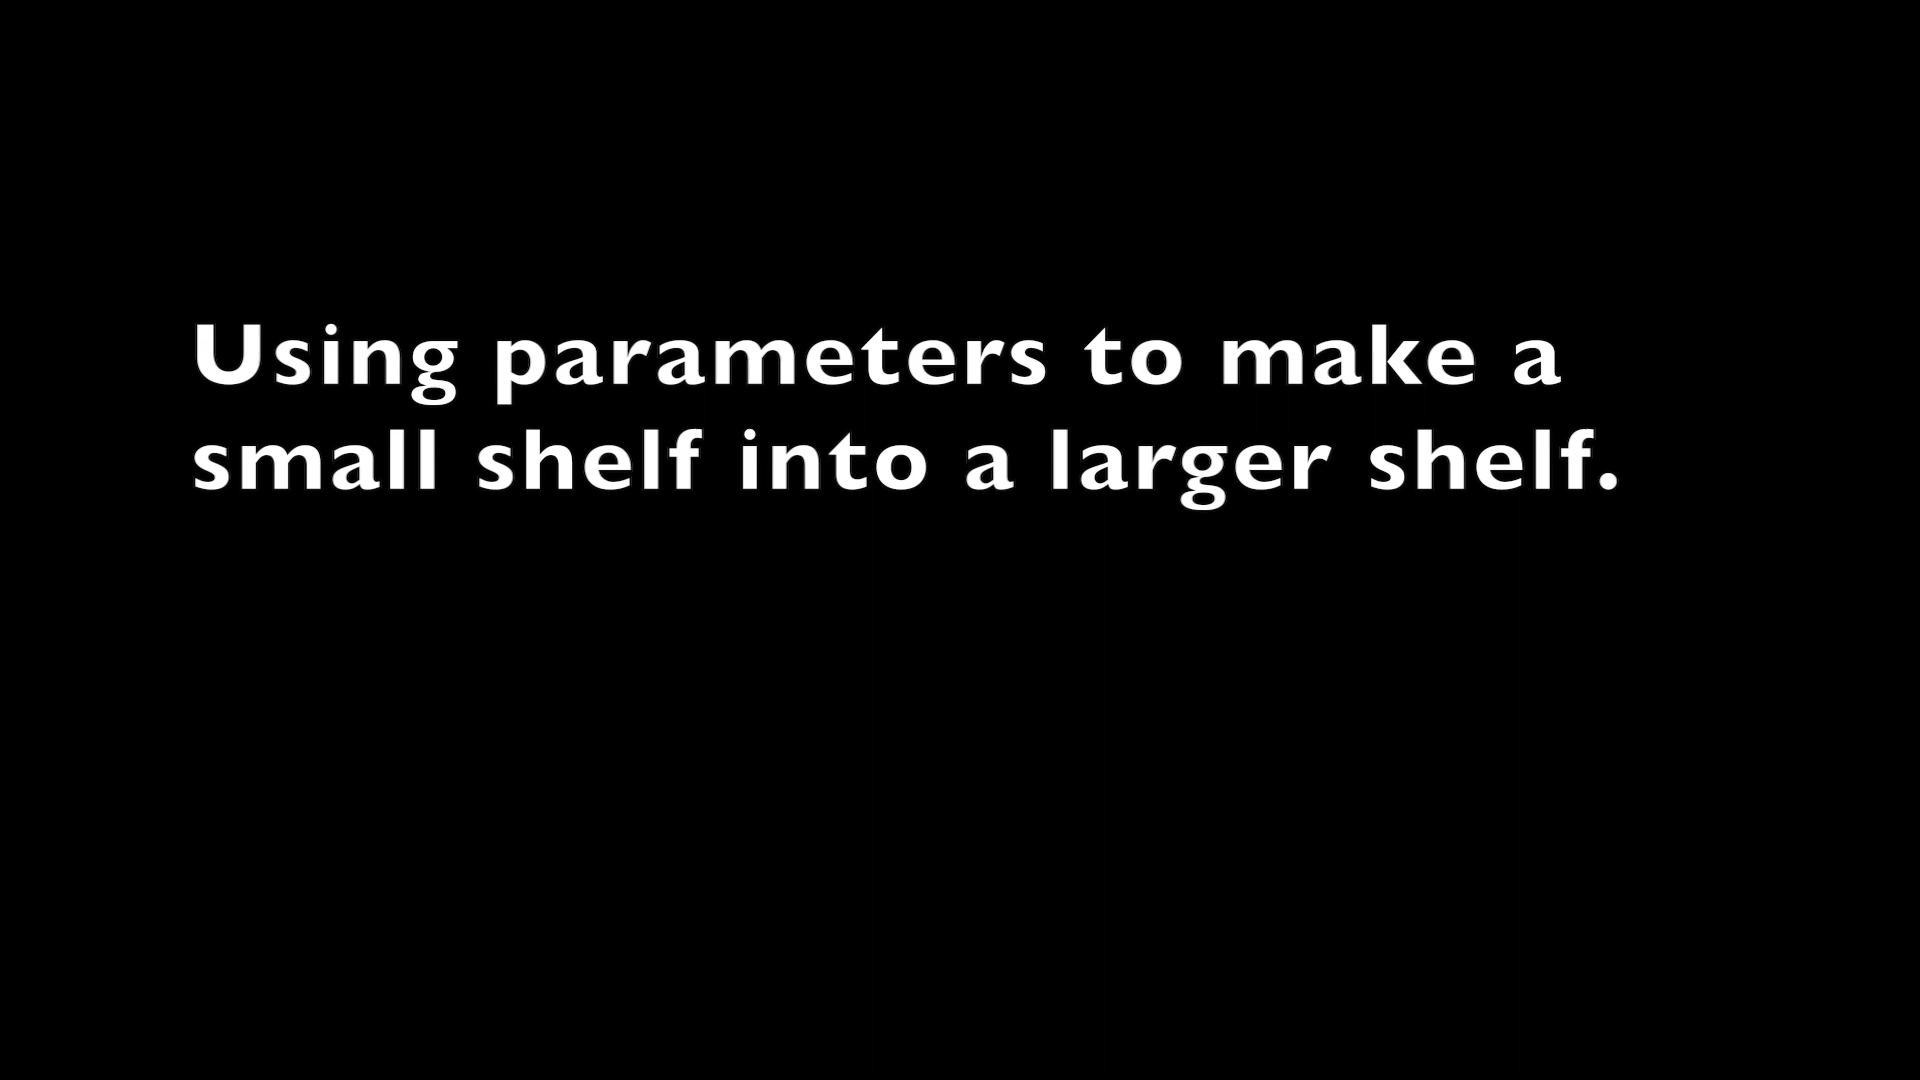 Using parameters to make a
small shelf into a larger shelf.